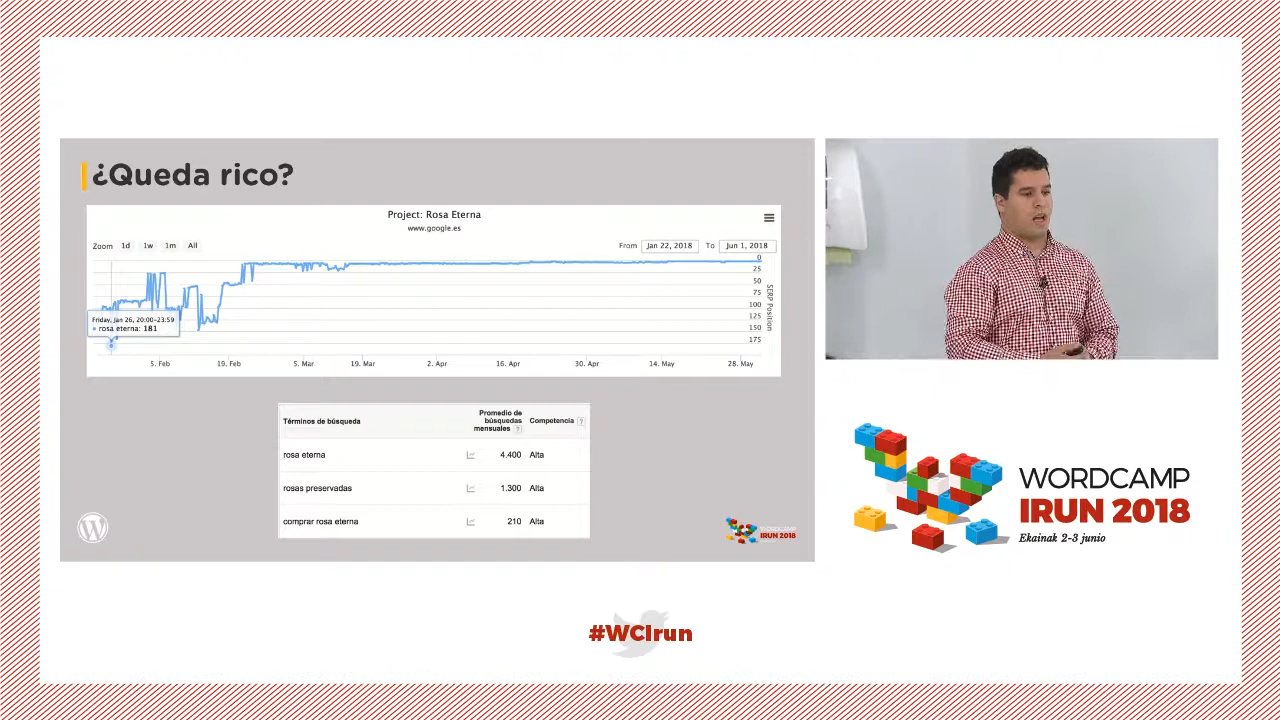 ¿Queda rico?
Project: Rosa Eterna
www.google.es
Zoom 1d 1w 1m All
From Jan 22, 2018 To Jun 1, 2018
0
25
50
75
100
125
150
175
SERP Position
Friday, Jan 26, 20:00-23:59
rosa eterna: 181
5. Feb 19. Feb 5. Mar 19. Mar 2. Apr 16. Apr 30. Apr 14. May 28. May
Términos de búsqueda Promedio de búsquedas mensuales ? Competencia ?
rosa eterna 4.400 Alta
rosas preservadas 1.300 Alta
comprar rosa eterna 210 Alta
WORDCAMP
IRUN 2018
WORDCAMP
IRUN 2018
Ekainak 2-3 junio
#WCIrun